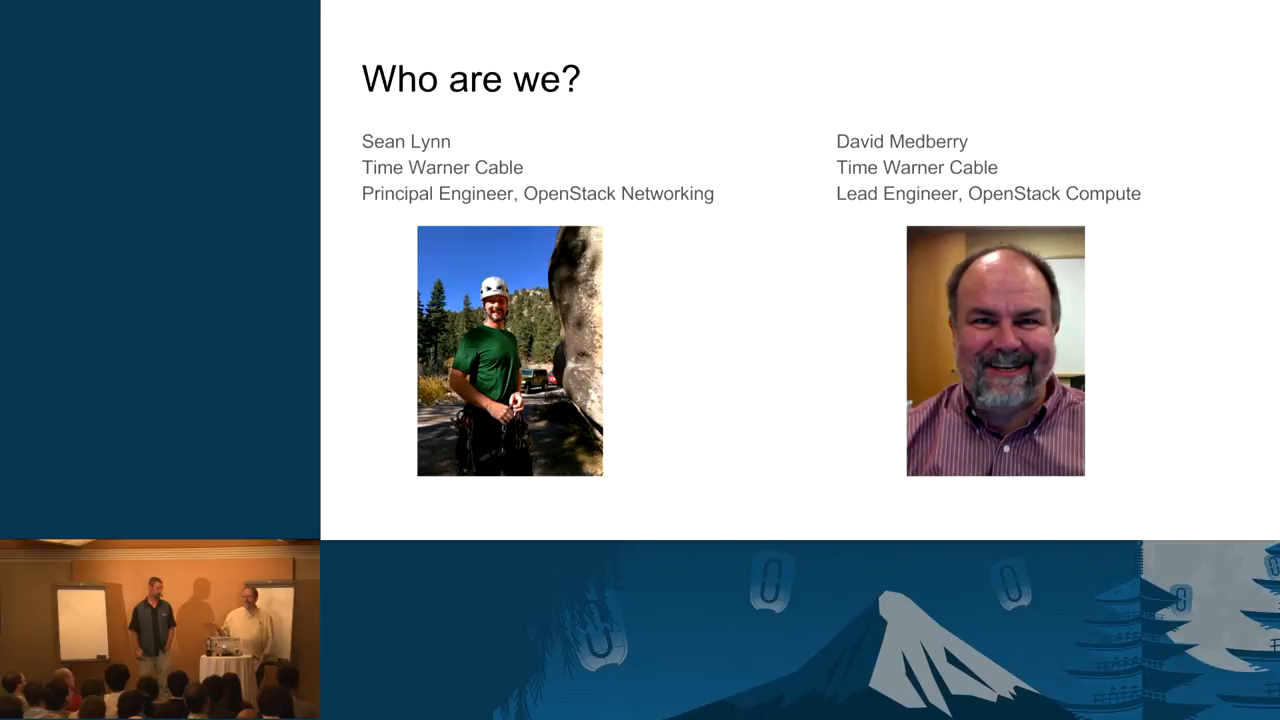 Who are we?
Sean Lynn
Time Warner Cable
Principal Engineer, OpenStack Networking
David Medberry
Time Warner Cable
Lead Engineer, OpenStack Compute